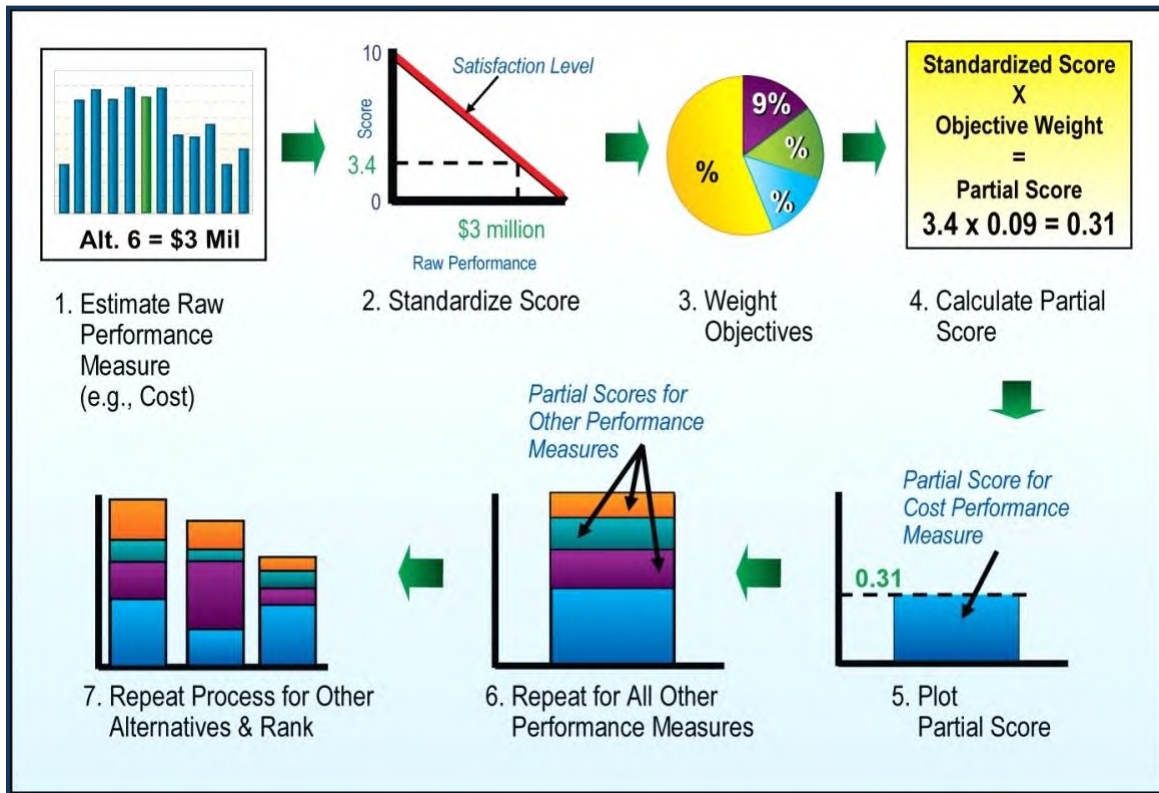 Alt. 6 = $3 Mil
1. Estimate Raw
Performance
Measure
(e.g., Cost)
10
Score
3.4
0
Satisfaction Level
$3 million
Raw Performance
2. Standardize Score
9%
%
%
%
3. Weight
Objectives
Standardized Score
X
Objective Weight
=
Partial Score
3.4 x 0.09 = 0.31
4. Calculate Partial
Score
Partial Score for
Cost Performance
Measure
0.31
5. Plot
Partial Score
Partial Scores for
Other Performance
Measures
6. Repeat for All Other
Performance Measures
7. Repeat Process for Other
Alternatives & Rank